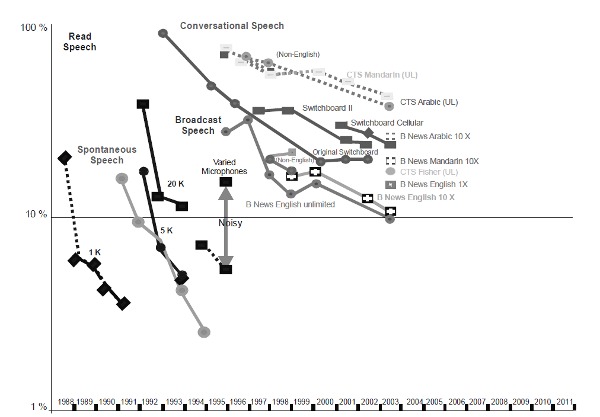 100 %
Read
Speech
Conversational Speech
(Non-English)
CTS Mandarin (UL)
CTS Arabic (UL)
Switchboard II
Broadcast
Speech
Switchboard Cellular
B News Arabic 10 X
Spontaneous
Speech
Original Switchboard
Varied
Microphones
(Non-English)
B News Mandarin 10X
CTS Fisher (UL)
20 K
B News English 1X
B News English unlimited
B News English 10 X
10 %
Noisy
5 K
1 K
1 %
1988 1989 1990 1991 1992 1993 1994 1995 1996 1997 1998 1999 2000 2001 2002 2003 2004 2005 2006 2007 2008 2009 2010 2011